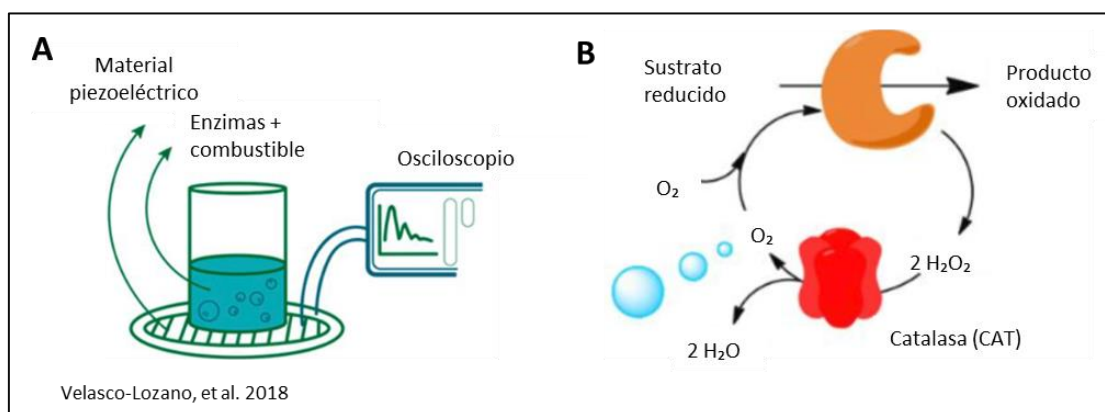 A
Material
piezoeléctrico
Enzimas +
combustible
Osciloscopio
Velasco-Lozano, et al. 2018
B
Sustrato
reducido
Producto
oxidado
O₂
O₂
2 H₂O₂
2 H₂O
Catalasa (CAT)